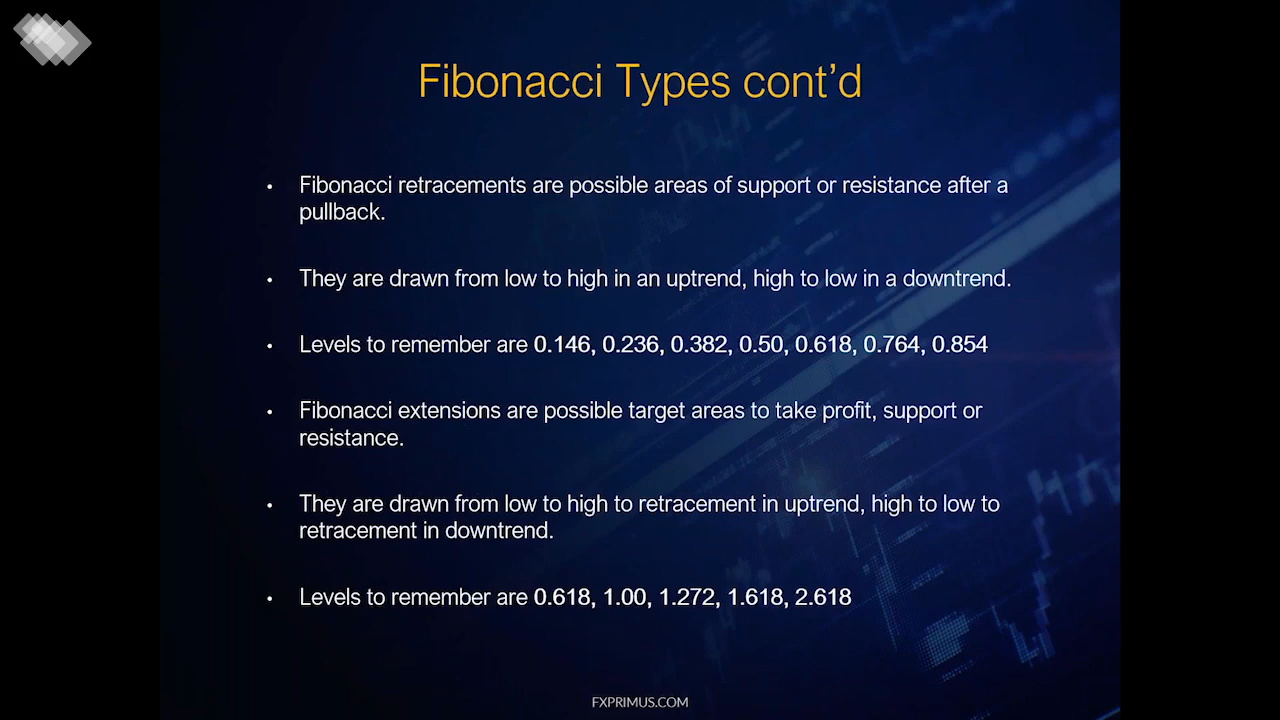 Fibonacci Types cont’d
• Fibonacci retracements are possible areas of support or resistance after a
pullback.
• They are drawn from low to high in an uptrend, high to low in a downtrend.
• Levels to remember are 0.146, 0.236, 0.382, 0.50, 0.618, 0.764, 0.854
• Fibonacci extensions are possible target areas to take profit, support or
resistance.
• They are drawn from low to high to retracement in uptrend, high to low to
retracement in downtrend.
• Levels to remember are 0.618, 1.00, 1.272, 1.618, 2.618
FXPRIMUS.COM